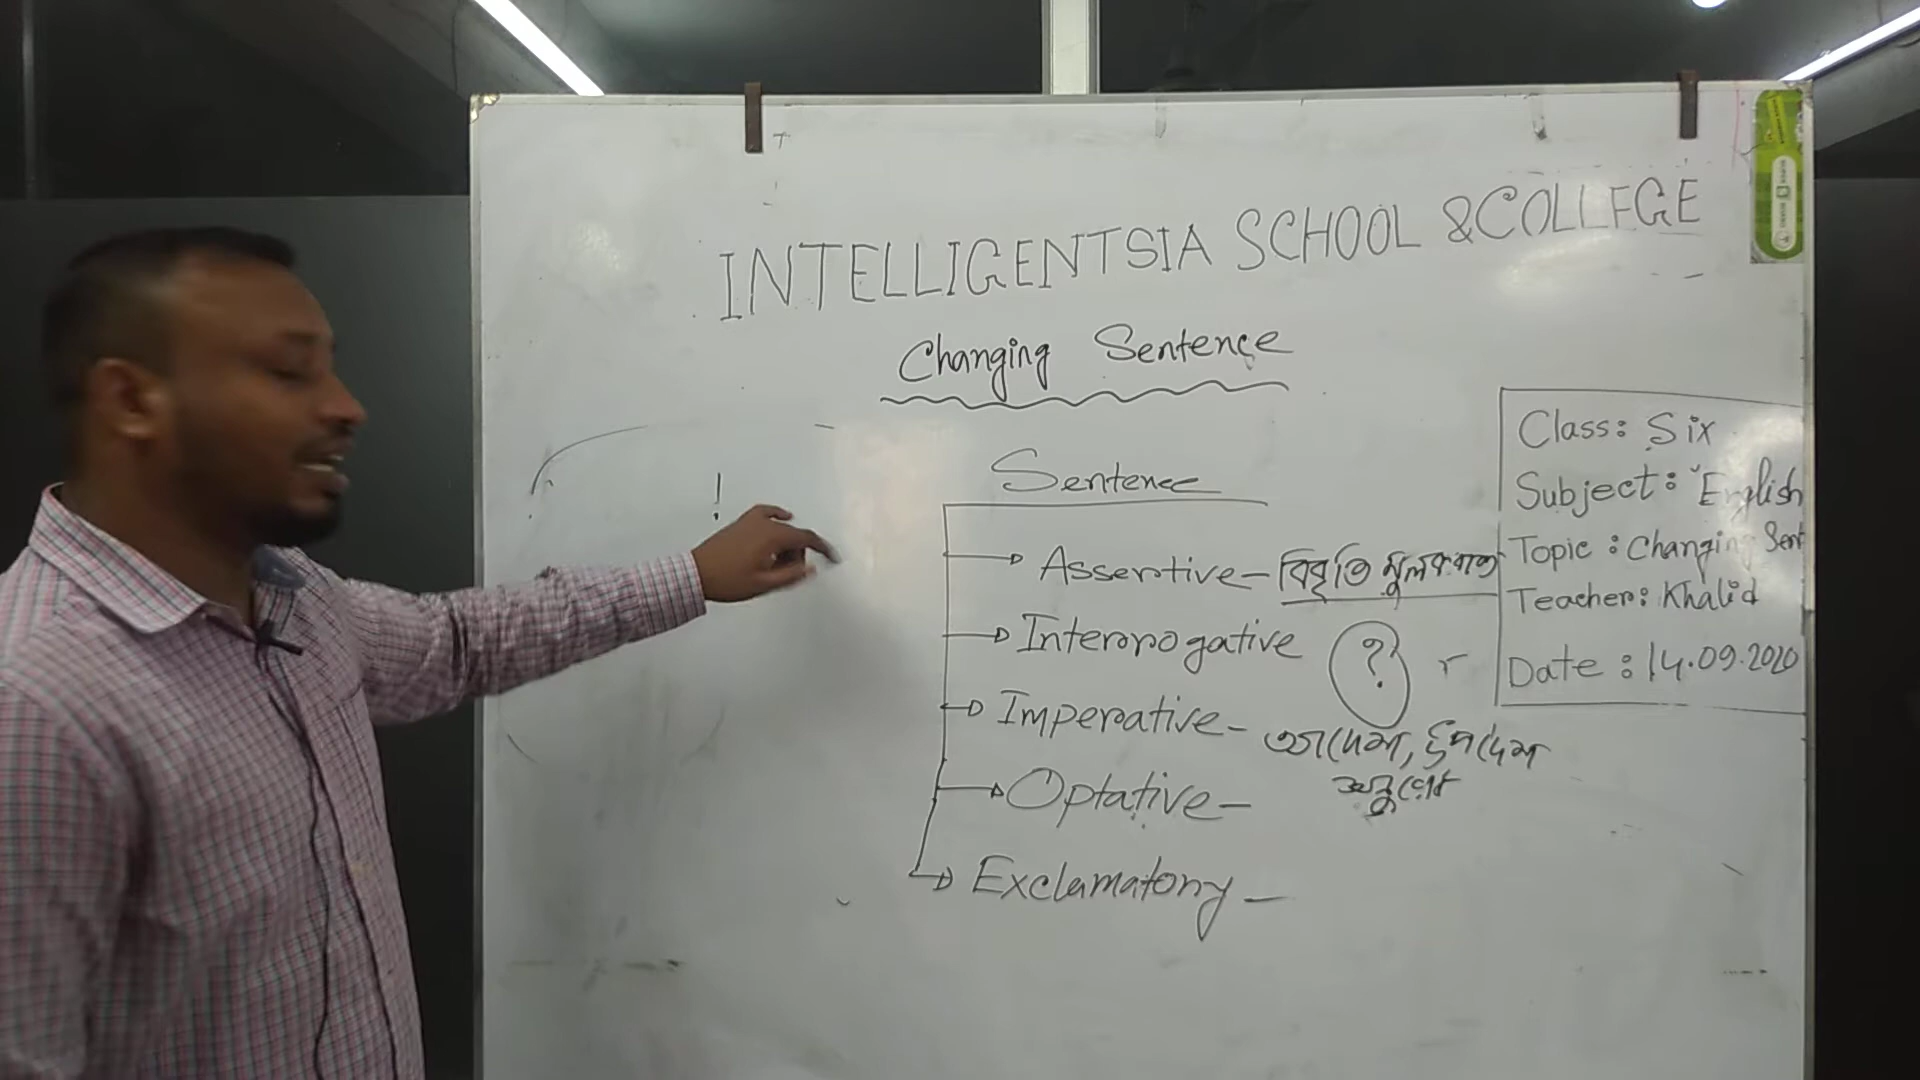 INTELLIGENTSIA SCHOOL & COLLEGE
Changing Sentence
Sentence
Assertive – বিবৃতি মূলক বাক্য
Interrogative ?
Imperative – আদেশ, উপদেশ
অনুরোধ
Optative –
Exclamatory –
!
Class: Six
Subject: English
Topic: Changing Sent
Teacher: Khalid
Date: 14.09.2020